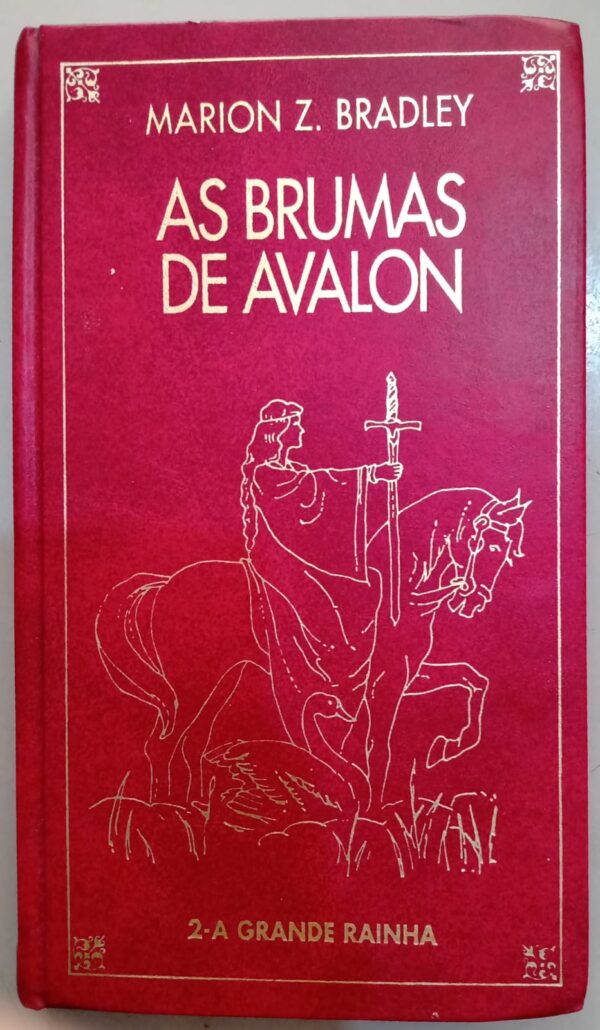 MARION Z. BRADLEY
AS BRUMAS
DE AVALON
2-A GRANDE RAINHA